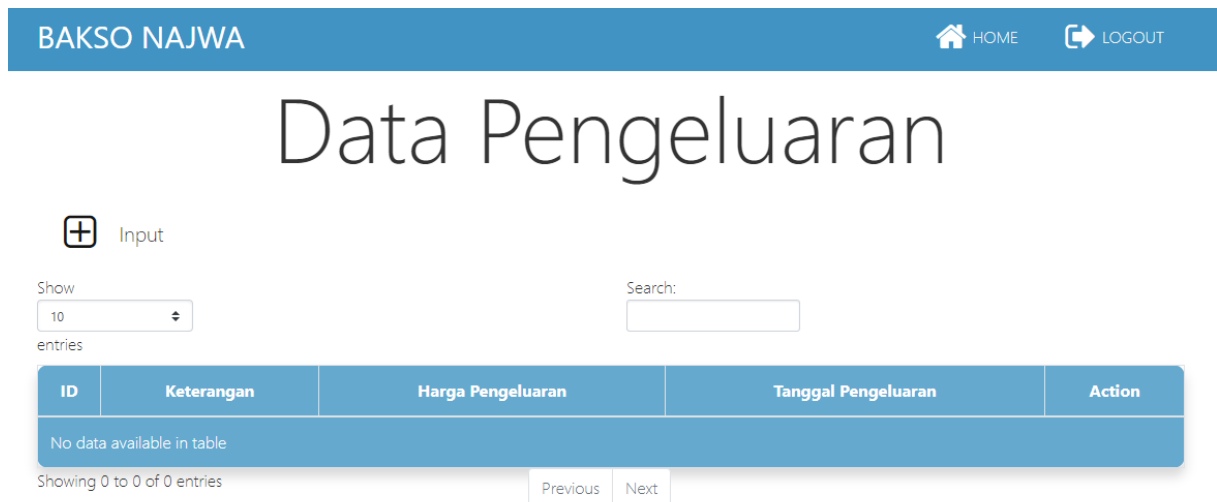 BAKSO NAJWA HOME LOGOUT
Data Pengeluaran
Input
Show Search:
10
entries
ID Keterangan Harga Pengeluaran Tanggal Pengeluaran Action
No data available in table
Showing 0 to 0 of 0 entries Previous Next